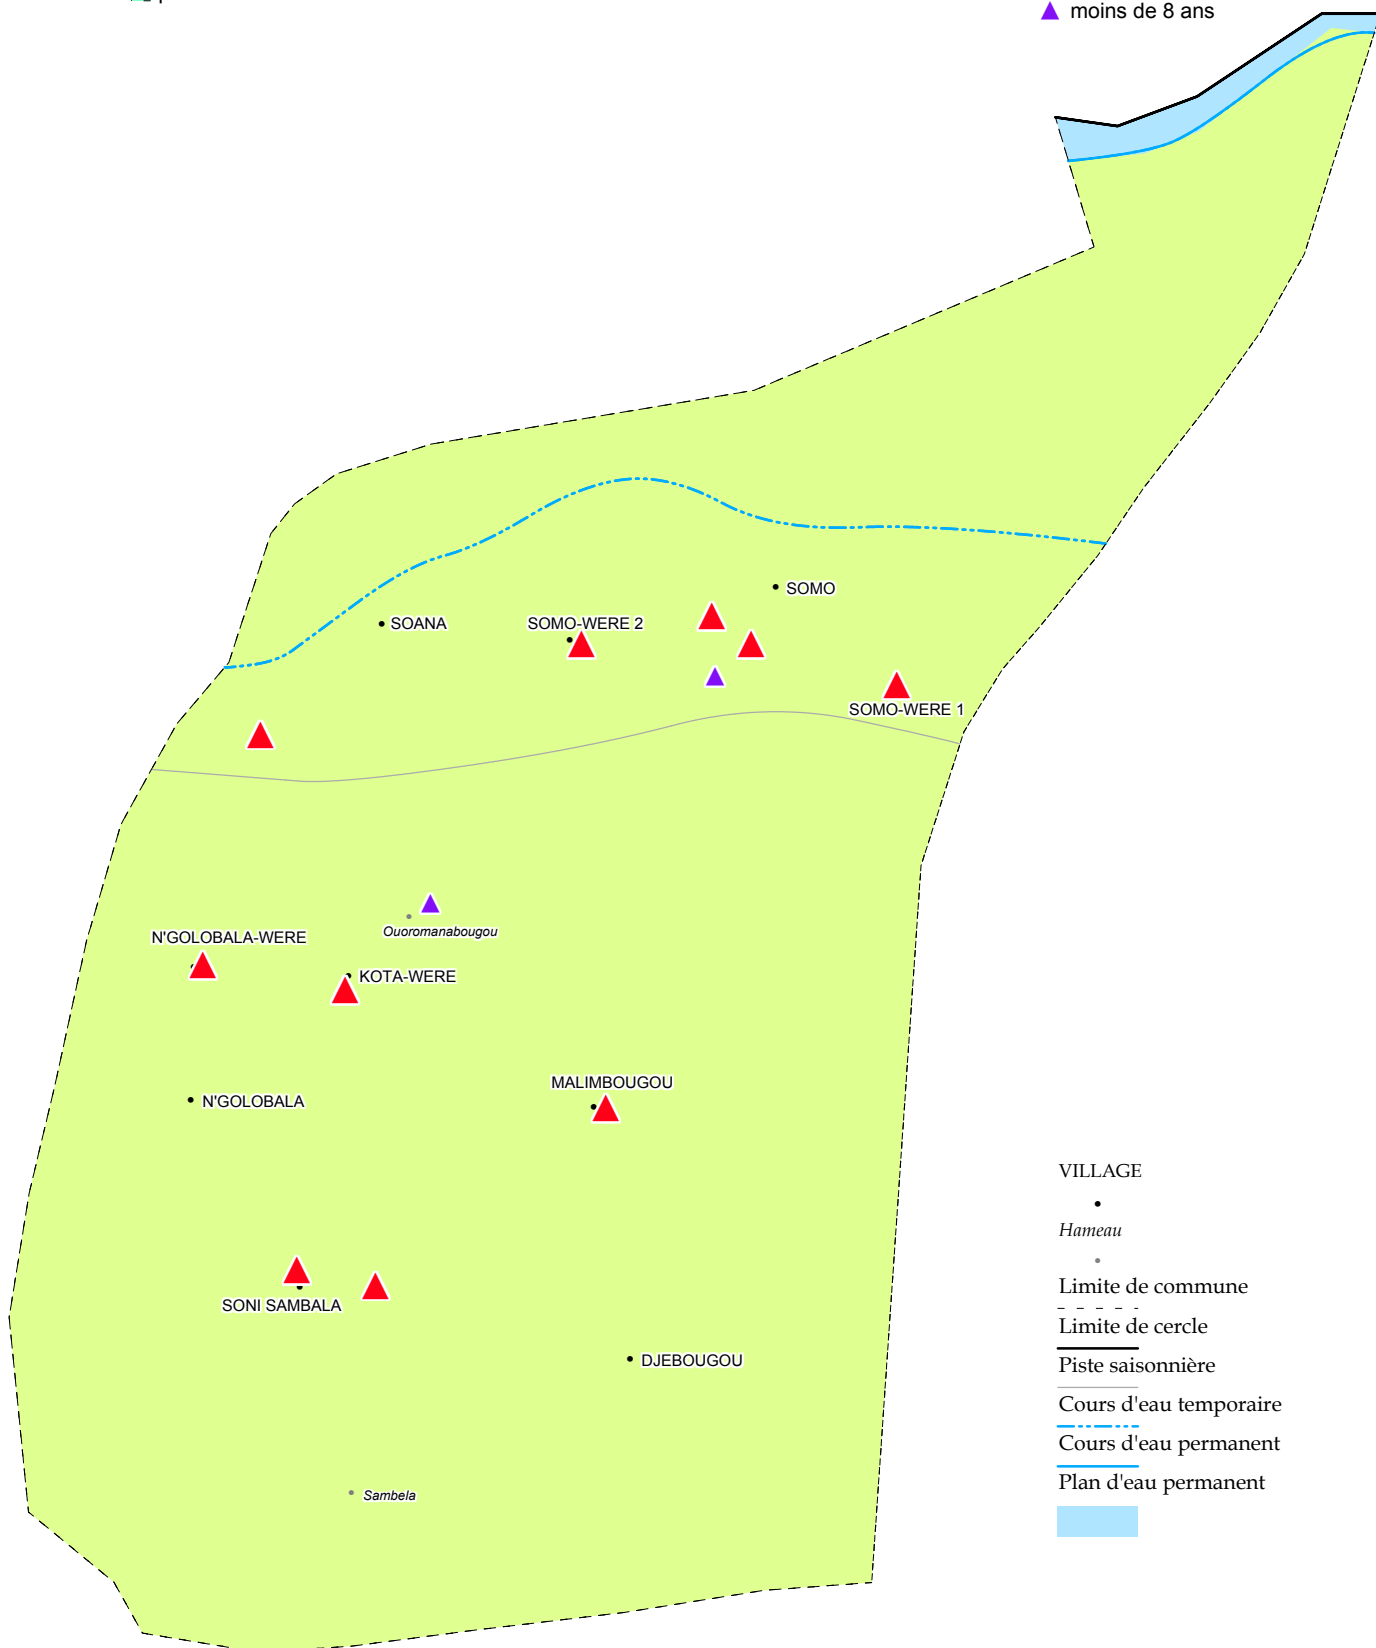 moins de 8 ans
SOMO
SOANA
SOMO-WERE 2
SOMO-WERE 1
Ouoromanabougou
N'GOLOBALA-WERE
KOTA-WERE
MALIMBOUGOU
N'GOLOBALA
SONI SAMBALA
DJEBOUGOU
Sambela
VILLAGE
Hameau
Limite de commune
Limite de cercle
Piste saisonnière
Cours d'eau temporaire
Cours d'eau permanent
Plan d'eau permanent